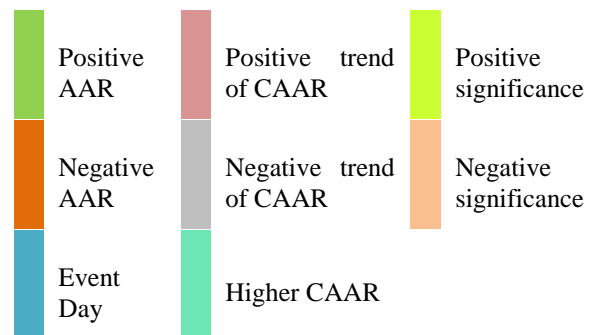 Positive
AAR
Positive trend
of CAAR
Positive
significance
Negative
AAR
Negative trend
of CAAR
Negative
significance
Event
Day
Higher CAAR